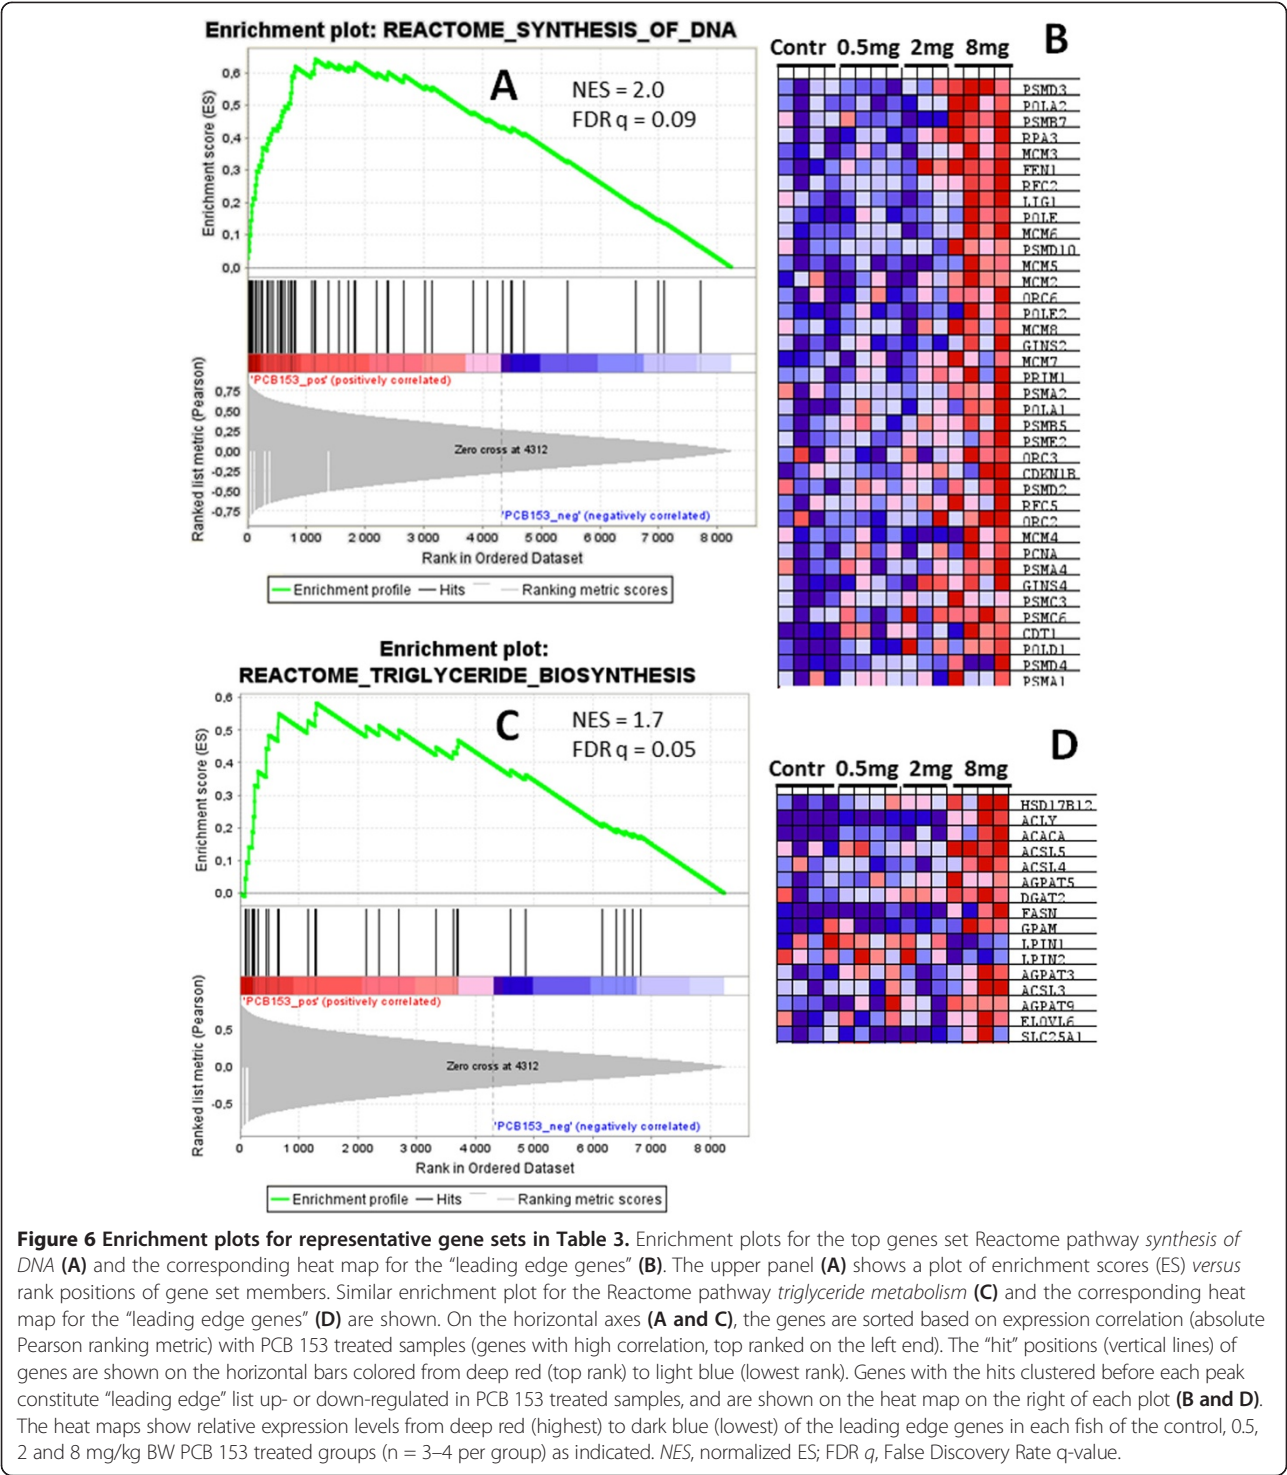 Enrichment plot: REACTOME_SYNTHESIS_OF_DNA
A
NES = 2.0
FDR q = 0.09
Enrichment score (ES)
0,6
0,5
0,4
0,3
0,2
0,1
0,0
'PCB153_pos' (positively correlated)
Ranked list metric (Pearson)
0,75
0,50
0,25
0,00
-0,25
-0,50
-0,75
Zero cross at 4312
'PCB153_neg' (negatively correlated)
0 1 000 2 000 3 000 4 000 5 000 6 000 7 000 8 000
Rank in Ordered Dataset
Enrichment profile Hits Ranking metric scores
B
Contr 0.5mg 2mg 8mg
PSMD3
POLA2
PSMB7
RPA3
MCM3
FEN1
RFC2
LIG1
POLE
MCM6
PSMD10
MCM5
MCM2
ORC6
POLE2
MCM8
GINS2
MCM7
PRIM1
PSMA2
POLA1
PSMB5
PSME2
ORC3
CDKN1B
PSMD2
RFC5
ORC2
MCM4
PCNA
PSMA4
GINS4
PSMC3
PSMC6
CDT1
POLD1
PSMD4
PSMA1
Enrichment plot:
REACTOME_TRIGLYCERIDE_BIOSYNTHESIS
C
NES = 1.7
FDR q = 0.05
Enrichment score (ES)
0,6
0,5
0,4
0,3
0,2
0,1
0,0
'PCB153_pos' (positively correlated)
Ranked list metric (Pearson)
0,5
0,0
-0,5
Zero cross at 4312
'PCB153_neg' (negatively correlated)
0 1 000 2 000 3 000 4 000 5 000 6 000 7 000 8 000
Rank in Ordered Dataset
Enrichment profile Hits Ranking metric scores
D
Contr 0.5mg 2mg 8mg
HSD17B12
ACLY
ACACA
ACSL5
ACSL4
AGPAT5
DGAT2
FASN
GPAM
LPIN1
LPIN2
AGPAT3
ACSL3
AGPAT9
ELOVL6
SLC25A1
Figure 6 Enrichment plots for representative gene sets in Table 3. Enrichment plots for the top genes set Reactome pathway synthesis of
DNA (A) and the corresponding heat map for the “leading edge genes” (B). The upper panel (A) shows a plot of enrichment scores (ES) versus
rank positions of gene set members. Similar enrichment plot for the Reactome pathway triglyceride metabolism (C) and the corresponding heat
map for the “leading edge genes” (D) are shown. On the horizontal axes (A and C), the genes are sorted based on expression correlation (absolute
Pearson ranking metric) with PCB 153 treated samples (genes with high correlation, top ranked on the left end). The “hit” positions (vertical lines) of
genes are shown on the horizontal bars colored from deep red (top rank) to light blue (lowest rank). Genes with the hits clustered before each peak
constitute “leading edge” list up- or down-regulated in PCB 153 treated samples, and are shown on the heat map on the right of each plot (B and D).
The heat maps show relative expression levels from deep red (highest) to dark blue (lowest) of the leading edge genes in each fish of the control, 0.5,
2 and 8 mg/kg BW PCB 153 treated groups (n = 3–4 per group) as indicated. NES, normalized ES; FDR q, False Discovery Rate q-value.